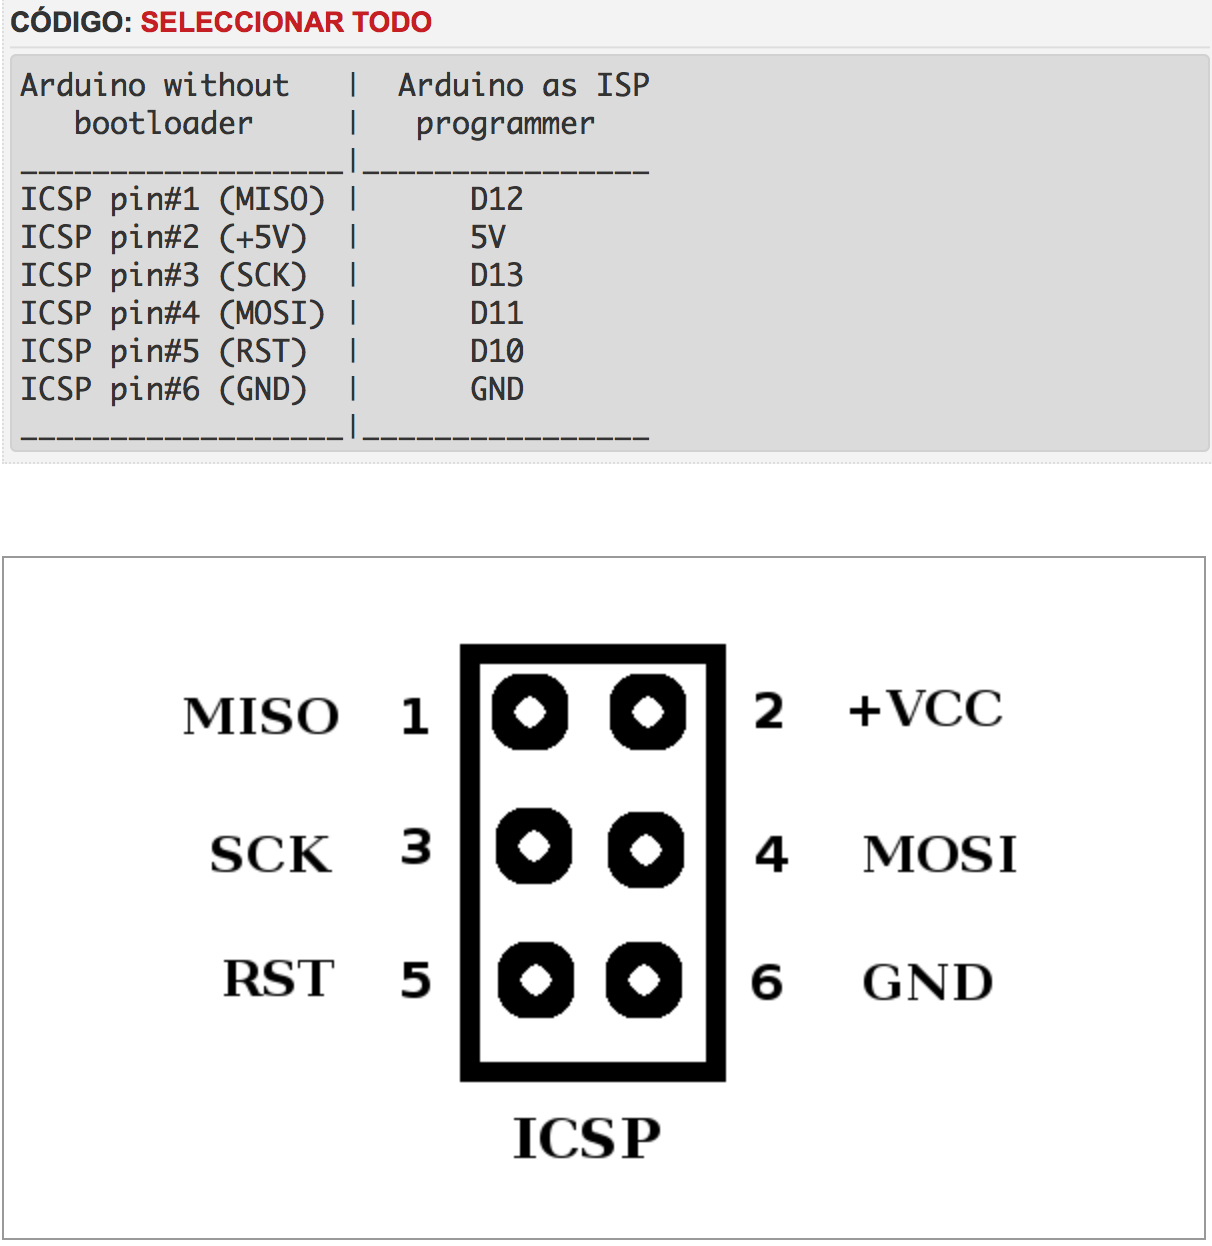 CÓDIGO: SELECCIONAR TODO
Arduino without | Arduino as ISP
bootloader | programmer
__________________|________________
ICSP pin#1 (MISO) | D12
ICSP pin#2 (+5V) | 5V
ICSP pin#3 (SCK) | D13
ICSP pin#4 (MOSI) | D11
ICSP pin#5 (RST) | D10
ICSP pin#6 (GND) | GND
__________________|________________
MISO 1 2 +VCC
SCK 3 4 MOSI
RST 5 6 GND
ICSP